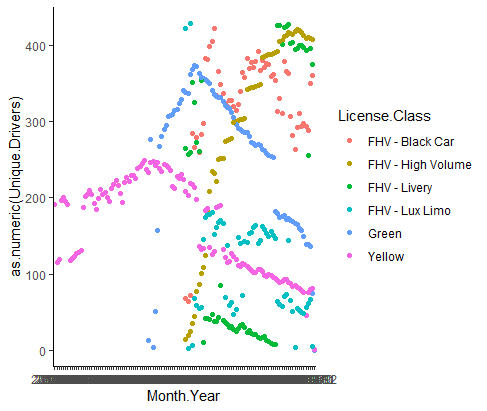 as.numeric(Unique.Drivers)
400
300
200
100
0
Month.Year
License.Class
FHV - Black Car
FHV - High Volume
FHV - Livery
FHV - Lux Limo
Green
Yellow